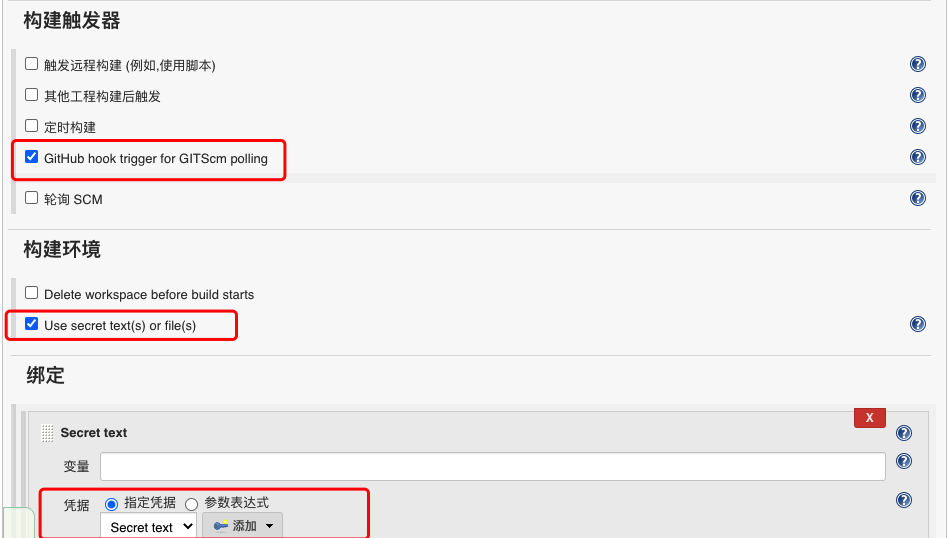 构建触发器
触发远程构建 (例如,使用脚本)
其他工程构建后触发
定时构建
GitHub hook trigger for GITScm polling
轮询 SCM
构建环境
Delete workspace before build starts
Use secret text(s) or file(s)
绑定
X
Secret text
变量
凭据 指定凭据 参数表达式
Secret text 添加